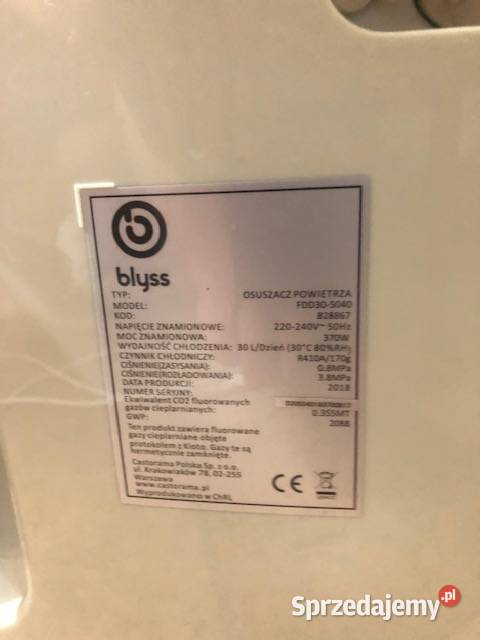 blyss
TYP: OSUSZACZ POWIETRZA
MODEL: FDD30-5040
KOD: 828867
NAPIĘCIE ZNAMIONOWE: 220-240V~ 50Hz
MOC ZNAMIONOWA: 370W
WYDAJNOŚĆ CHŁODZENIA: 30 L/Dzień (30°C 80%RH)
CZYNNIK CHŁODNICZY: R410A/170g
CIŚNIENIE(ZASYSANIA): 0.8MPa
CIŚNIENIE(ROZŁADOWANIA): 3.8MPa
DATA PRODUKCJI: 2018
NUMER SERYJNY:
Ekwiwalent CO2 fluorowanych
gazów cieplarnianych: 0.355MT
GWP: 2088
Ten produkt zawiera fluorowane
gazy cieplarniane objęte
protokołem z Kioto. Gazy te są
hermetycznie zamknięte.
Castorama Polska Sp. z o.o.
ul. Krakowiaków 78, 02-255
Warszawa
www.castorama.pl
Wyprodukowano w ChRL
CE
Sprzedajemy.pl